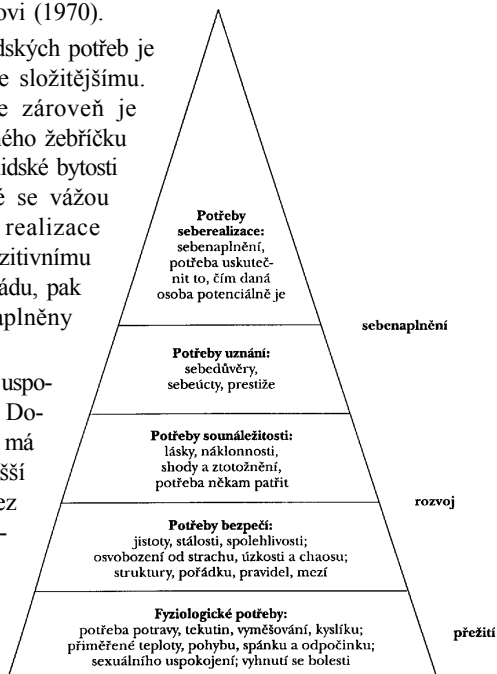 ovi (1970).
dských potřeb je
e složitějšímu.
e zároveň je
ného žebříčku
lidské bytosti
é se vážou
realizace
zitivnímu
ádu, pak
aplněny
uspo-
Do-
má
šší
ez
-
Potřeby
seberealizace:
sebenaplnění,
potřeba uskuteč-
nit to, čím daná
osoba potenciálně je
sebenaplnění
Potřeby uznání:
sebedůvěry,
sebeúcty, prestiže
Potřeby sounáležitosti:
lásky, náklonnosti,
shody a ztotožnění,
potřeba někam patřit
rozvoj
Potřeby bezpečí:
jistoty, stálosti, spolehlivosti;
osvobození od strachu, úzkosti a chaosu;
struktury, pořádku, pravidel, mezí
Fyziologické potřeby:
potřeba potravy, tekutin, vyměšování, kyslíku;
přiměřené teploty, pohybu, spánku a odpočinku;
sexuálního uspokojení; vyhnutí se bolesti
přežití